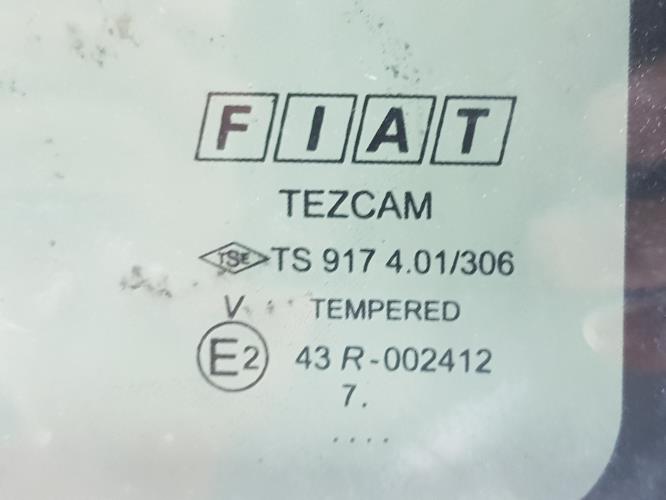 FIAT
TEZCAM
TSE TS 917 4.01/306
V TEMPERED
E2 43 R-002412
7.
....